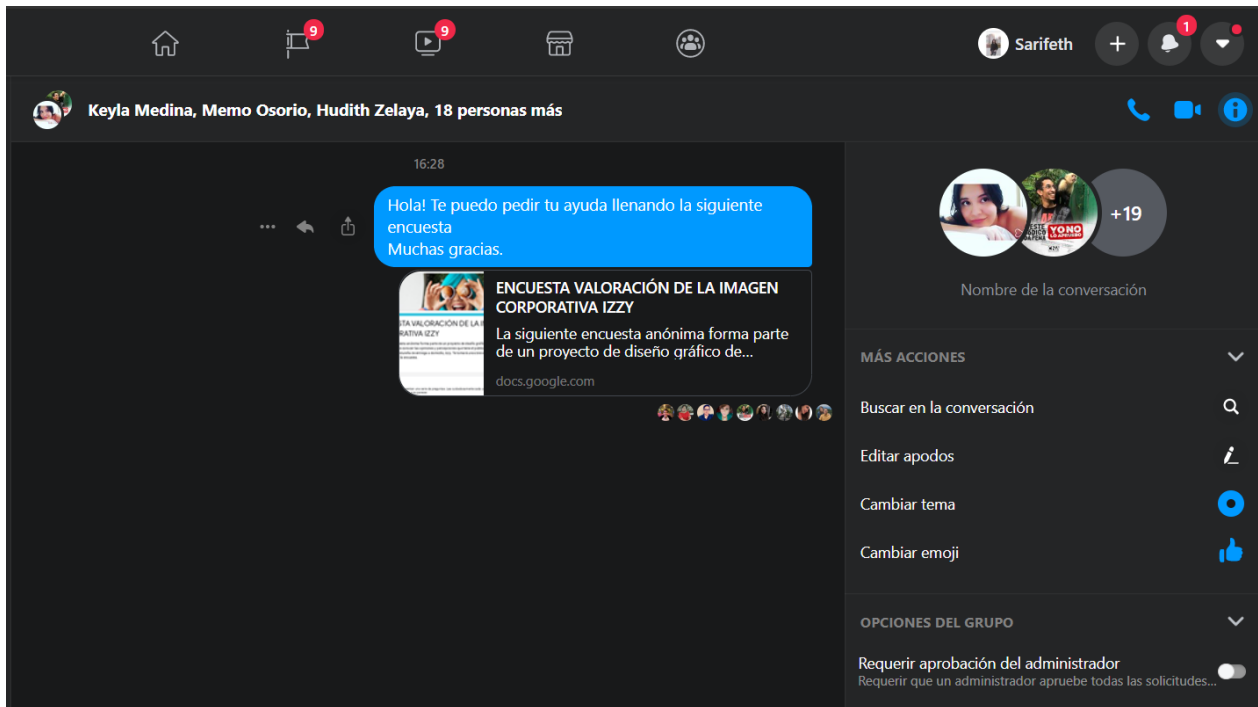 9
9
Sarifeth
1
Keyla Medina, Memo Osorio, Hudith Zelaya, 18 personas más
16:28
Hola! Te puedo pedir tu ayuda llenando la siguiente
encuesta
Muchas gracias.
ENCUESTA VALORACIÓN DE LA IMAGEN
CORPORATIVA IZZY
La siguiente encuesta anónima forma parte
de un proyecto de diseño gráfico de...
docs.google.com
YO NO
+19
Nombre de la conversación
MÁS ACCIONES
Buscar en la conversación
Editar apodos
Cambiar tema
Cambiar emoji
OPCIONES DEL GRUPO
Requerir aprobación del administrador
Requerir que un administrador apruebe todas las solicitudes...